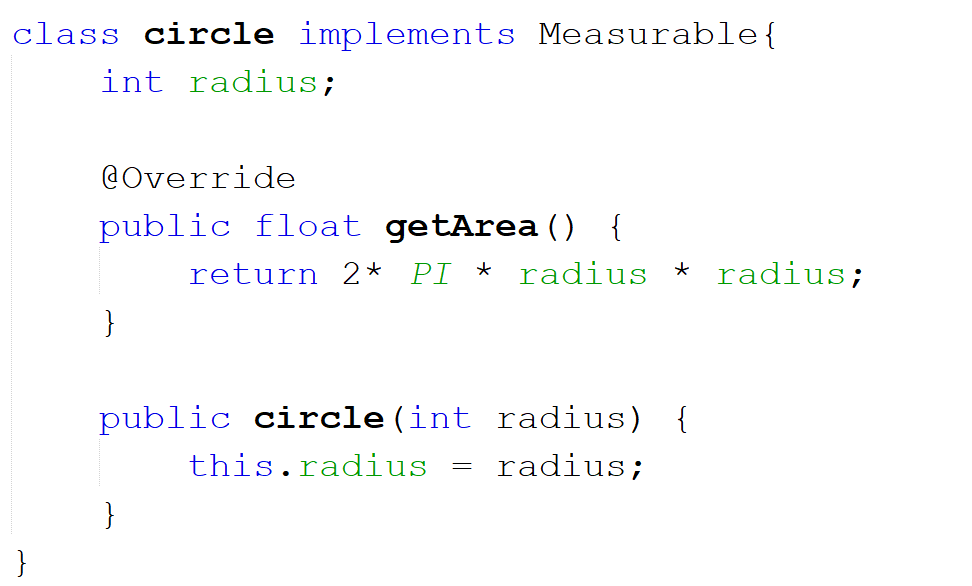 class circle implements Measurable{
    int radius;

    @Override
    public float getArea() {
        return 2* PI * radius * radius;
    }

    public circle(int radius) {
        this.radius = radius;
    }
}